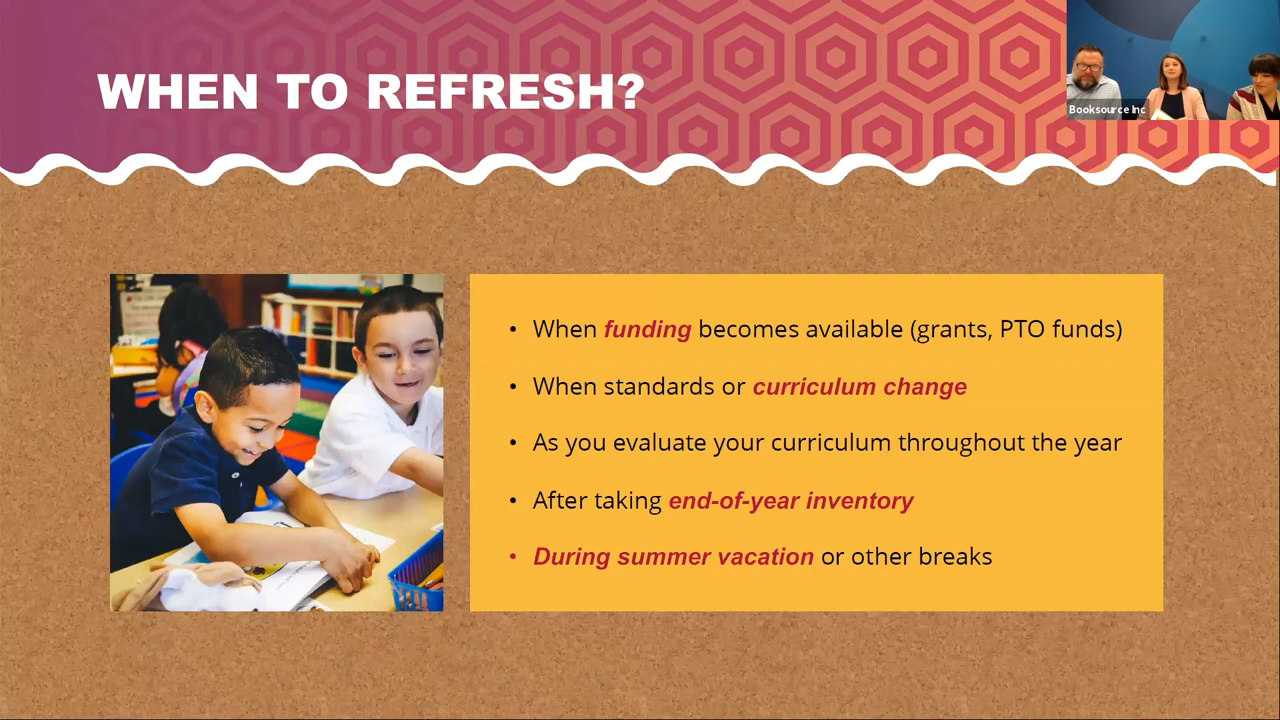 WHEN TO REFRESH?
Booksource Inc
• When funding becomes available (grants, PTO funds)
• When standards or curriculum change
• As you evaluate your curriculum throughout the year
• After taking end-of-year inventory
• During summer vacation or other breaks